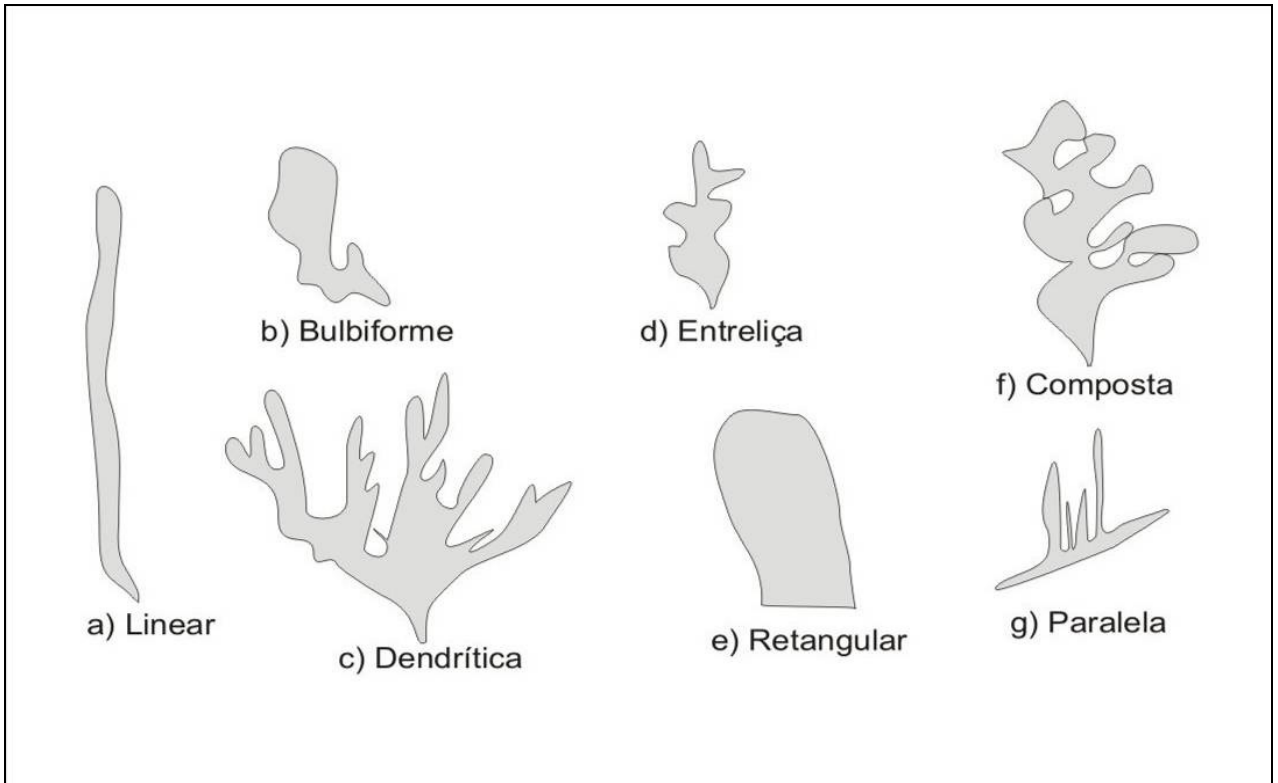 a) Linear
b) Bulbiforme
c) Dendrítica
d) Entreliça
e) Retangular
f) Composta
g) Paralela